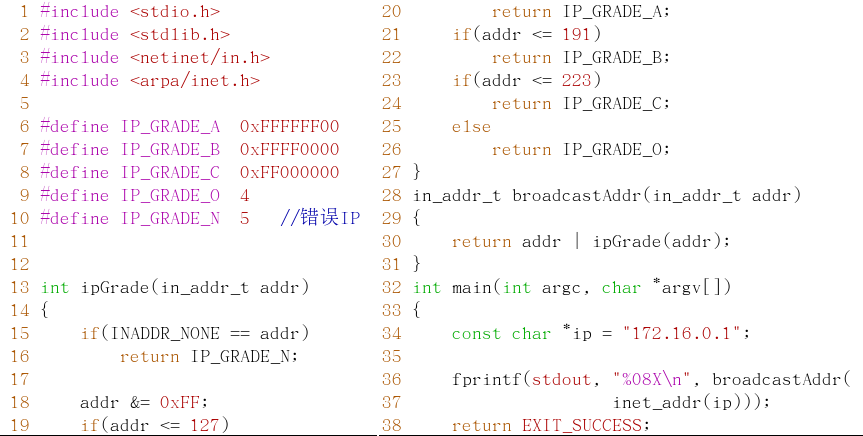 1 #include <stdio.h>
2 #include <stdlib.h>
3 #include <netinet/in.h>
4 #include <arpa/inet.h>
5
6 #define IP_GRADE_A  0xFFFFFF00
7 #define IP_GRADE_B  0xFFFF0000
8 #define IP_GRADE_C  0xFF000000
9 #define IP_GRADE_O  4
10 #define IP_GRADE_N  5   //错误IP
11
12
13 int ipGrade(in_addr_t addr)
14 {
15     if(INADDR_NONE == addr)
16         return IP_GRADE_N;
17
18     addr &= 0xFF;
19     if(addr <= 127)
20         return IP_GRADE_A;
21     if(addr <= 191)
22         return IP_GRADE_B;
23     if(addr <= 223)
24         return IP_GRADE_C;
25     else
26         return IP_GRADE_O;
27 }
28 in_addr_t broadcastAddr(in_addr_t addr)
29 {
30     return addr | ipGrade(addr);
31 }
32 int main(int argc, char *argv[])
33 {
34     const char *ip = "172.16.0.1";
35
36     fprintf(stdout, "%08X\n", broadcastAddr(
37                     inet_addr(ip)));
38     return EXIT_SUCCESS;